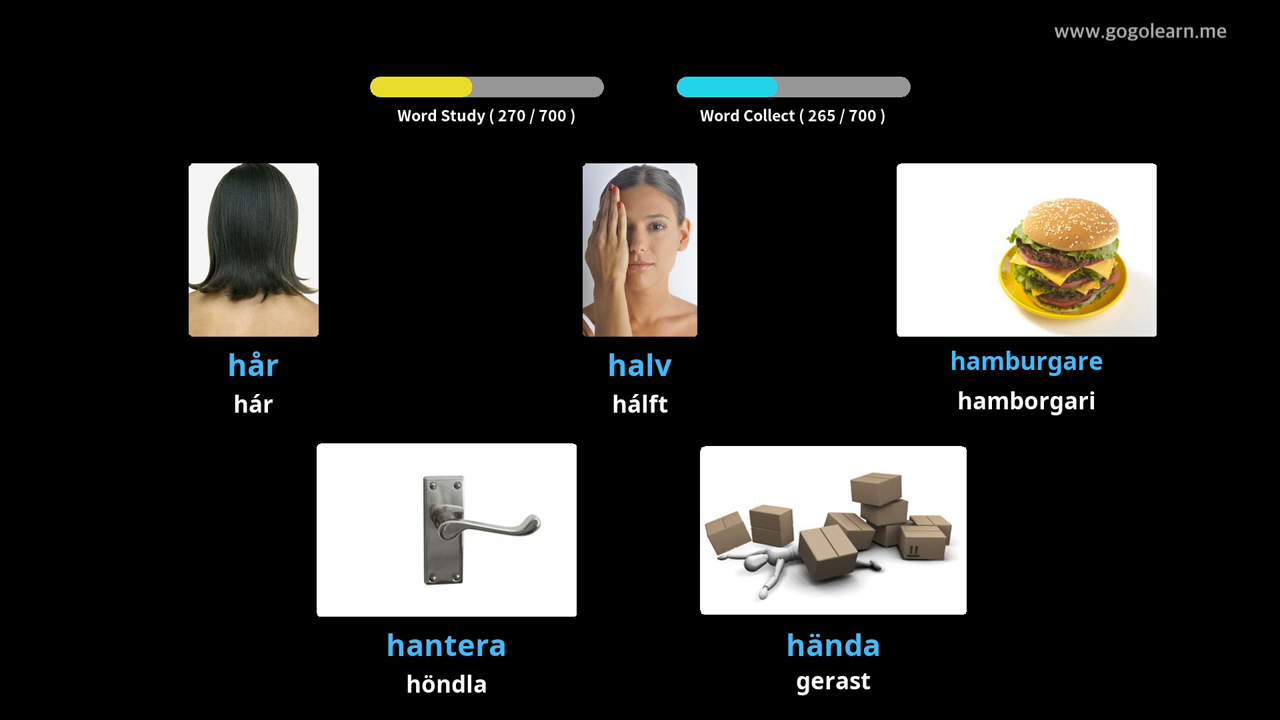 www.gogolearn.me
Word Study ( 270 / 700 )
Word Collect ( 265 / 700 )
hår
hár
halv
hálft
hamburgare
hamborgari
hantera
höndla
hända
gerast